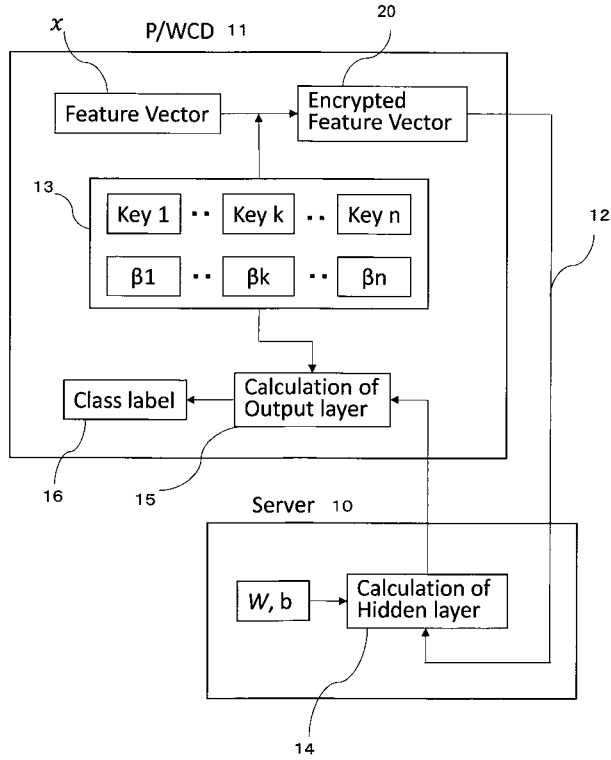 x
P/WCD 11
20
Feature Vector
Encrypted
Feature Vector
13
Key 1 ·· Key k ·· Key n
12
β1 ·· βk ·· βn
Class label
Calculation of
Output layer
16
15
Server 10
W, b
Calculation of
Hidden layer
14